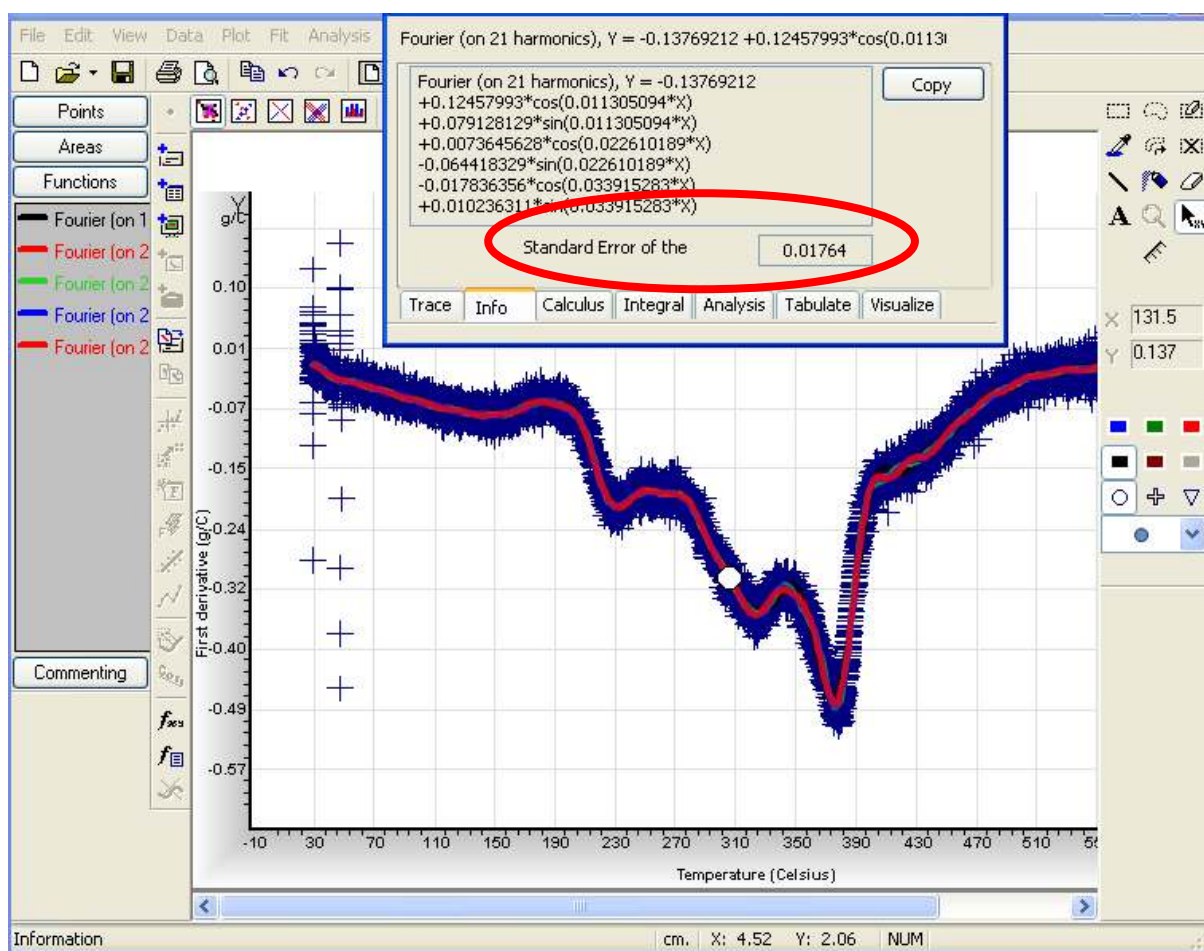 File Edit View Data Plot Fit Analysis
Fourier (on 21 harmonics), Y = -0.13769212 +0.12457993*cos(0.0113
Fourier (on 21 harmonics), Y = -0.13769212
+0.12457993*cos(0.011305094*X)
+0.079128129*sin(0.011305094*X)
+0.0073645628*cos(0.022610189*X)
-0.064418329*sin(0.022610189*X)
-0.017836356*cos(0.033915283*X)
+0.010236311*sin(0.033915283*X)
Copy
Standard Error of the 0.01764
Trace Info Calculus Integral Analysis Tabulate Visualize
Points
Areas
Functions
Fourier (on 1
Fourier (on 2
Fourier (on 2
Fourier (on 2
Fourier (on 2
Commenting
A
X 131.5
Y 0.137
Y
g/C
0.10
0.01
-0.07
-0.15
-0.24
-0.32
-0.40
-0.49
-0.57
First derivative (g/C)
-10 30 70 110 150 190 230 270 310 350 390 430 470 510
Temperature (Celsius)
Information cm. X: 4.52 Y: 2.06 NUM